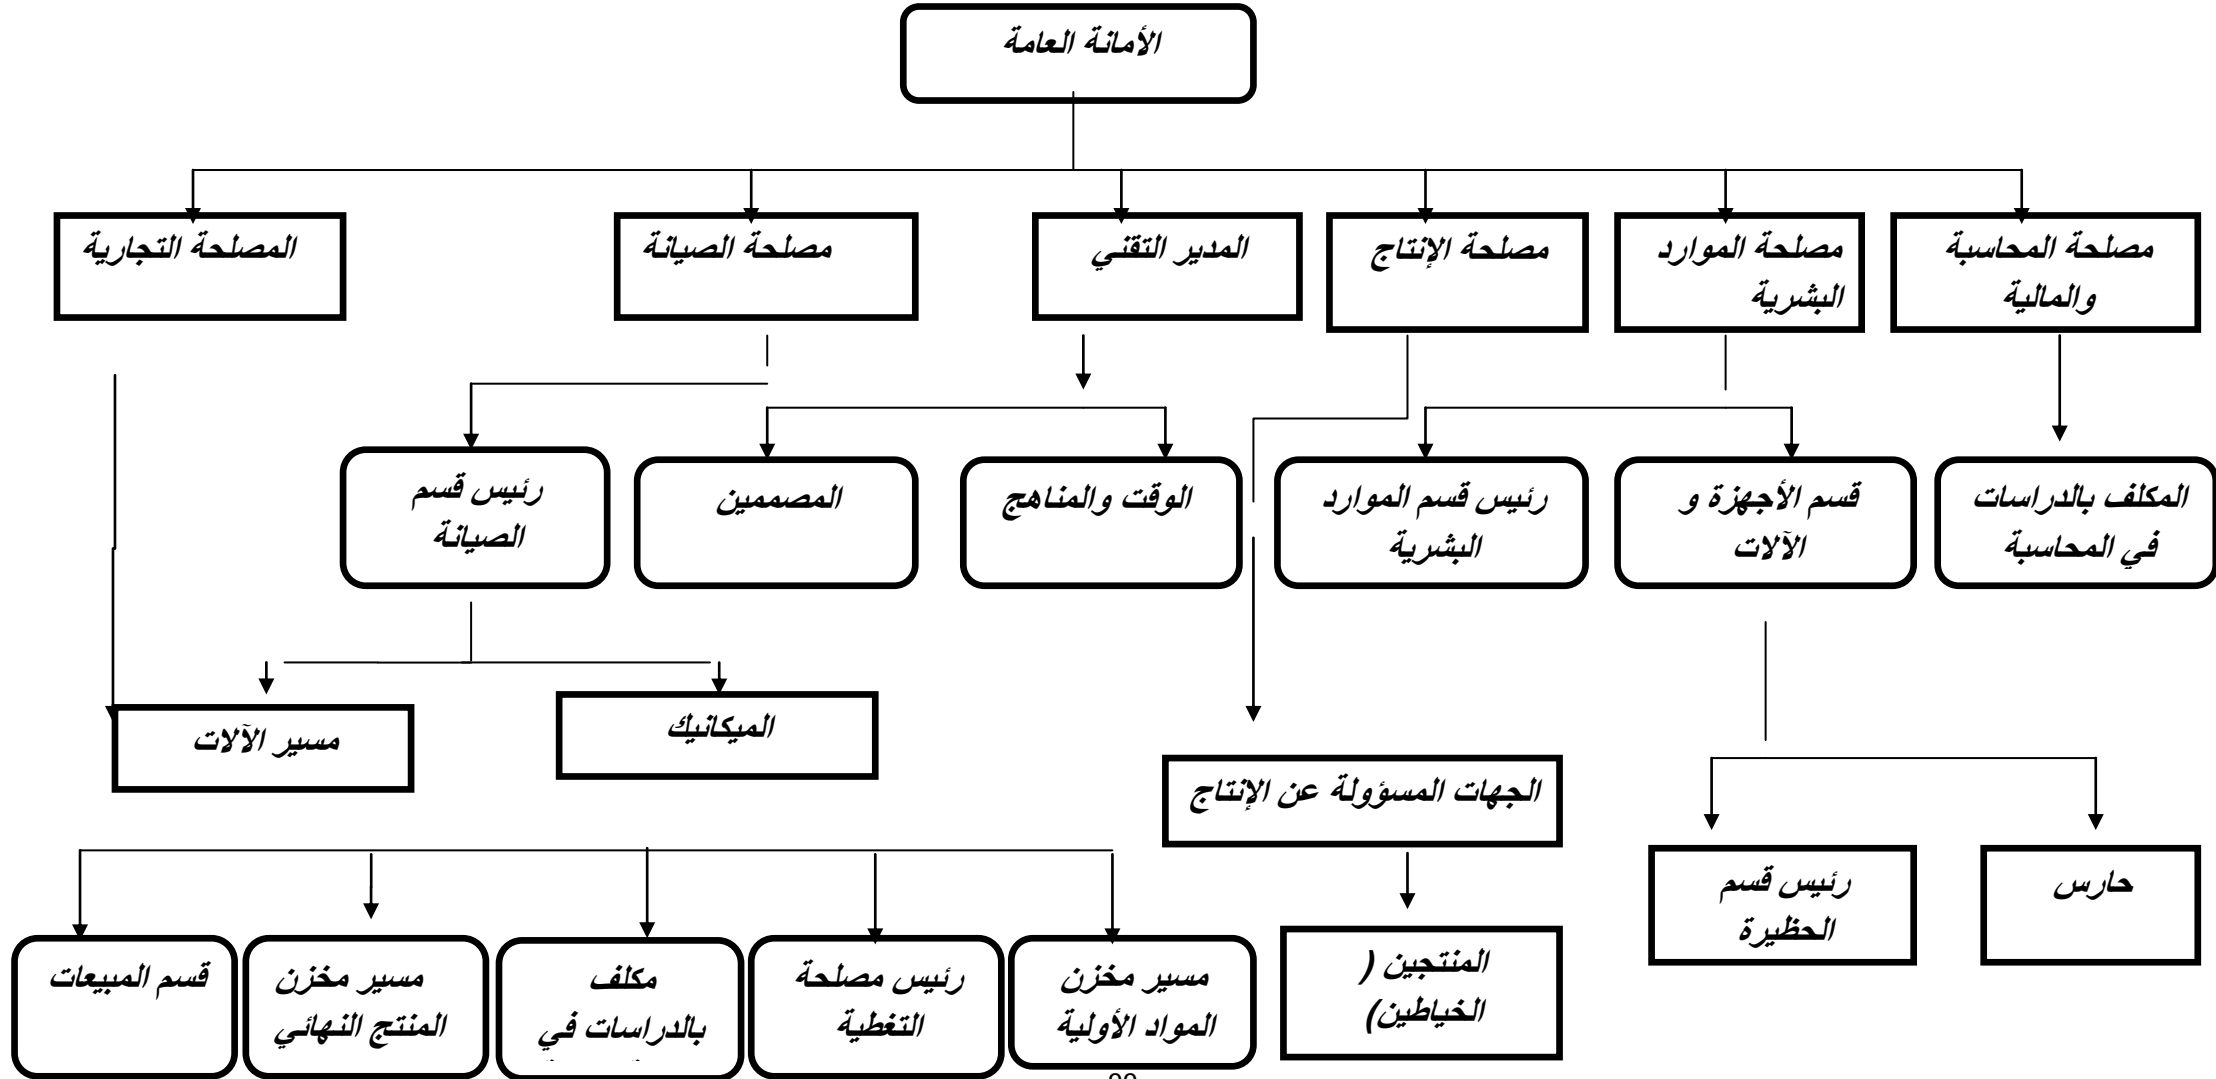 الأمانة العامة
مصلحة المحاسبة
والمالية
مصلحة الموارد
البشرية
مصلحة الإنتاج
المدير التقني
مصلحة الصيانة
المصلحة التجارية
المكلف بالدراسات
في المحاسبة
قسم الأجهزة و
الآلات
رئيس قسم الموارد
البشرية
الوقت والمناهج
المصممين
رئيس قسم
الصيانة
الميكانيك
مسير الآلات
الجهات المسؤولة عن الإنتاج
حارس
رئيس قسم
الحظيرة
المنتجين (
الخياطين)
مسير مخزن
المواد الأولية
رئيس مصلحة
التغطية
مكلف
بالدراسات في
مسير مخزن
المنتج النهائي
قسم المبيعات